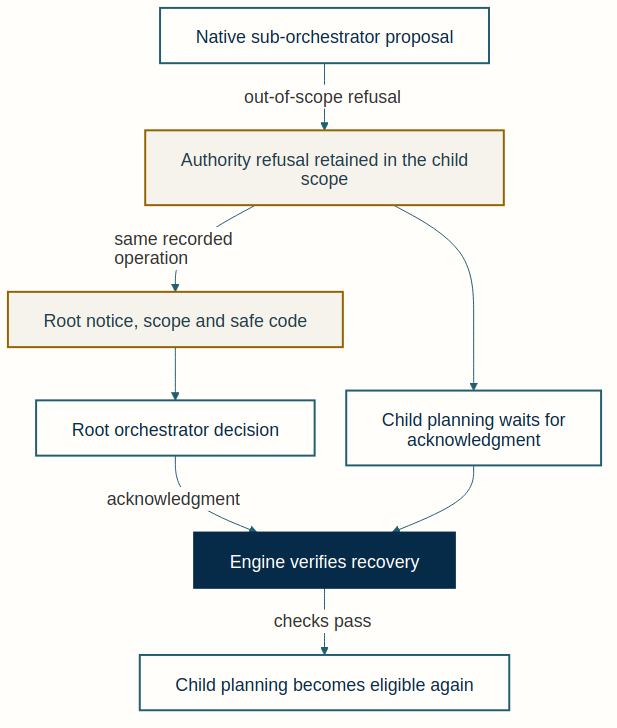 Native sub-orchestrator proposal
out-of-scope refusal
Authority refusal retained in the child
scope
same recorded
operation
Root notice, scope and safe code
Root orchestrator decision
Child planning waits for
acknowledgment
acknowledgment
Engine verifies recovery
checks pass
Child planning becomes eligible again